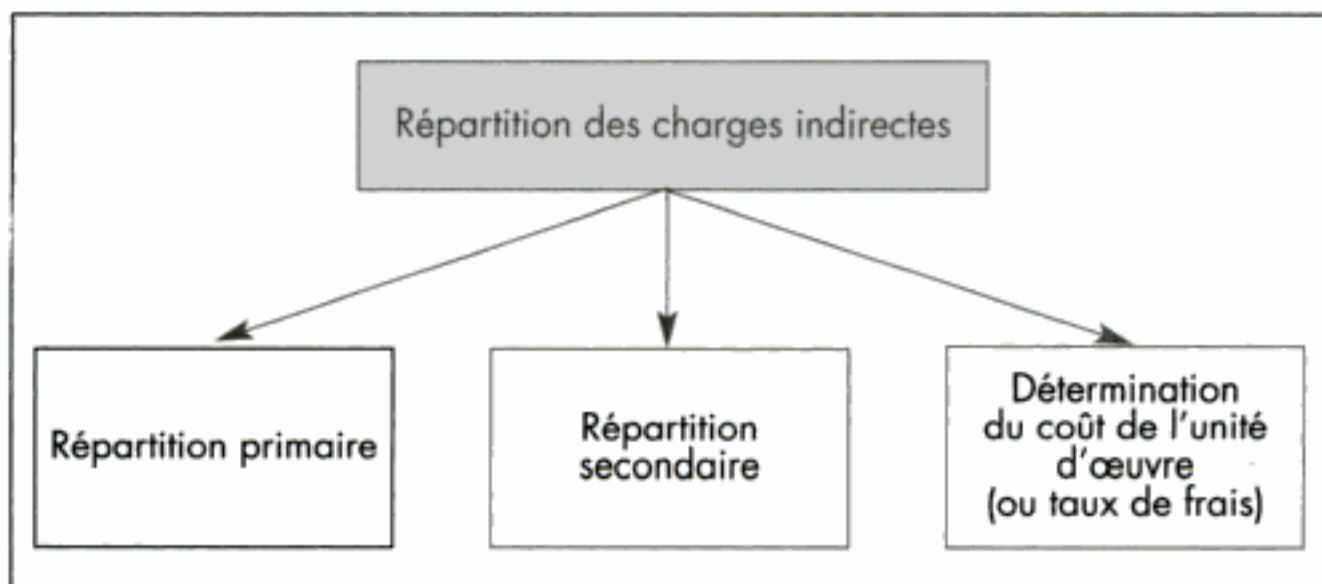 Répartition des charges indirectes
Répartition primaire
Répartition
secondaire
Détermination
du coût de l'unité
d'œuvre
(ou taux de frais)